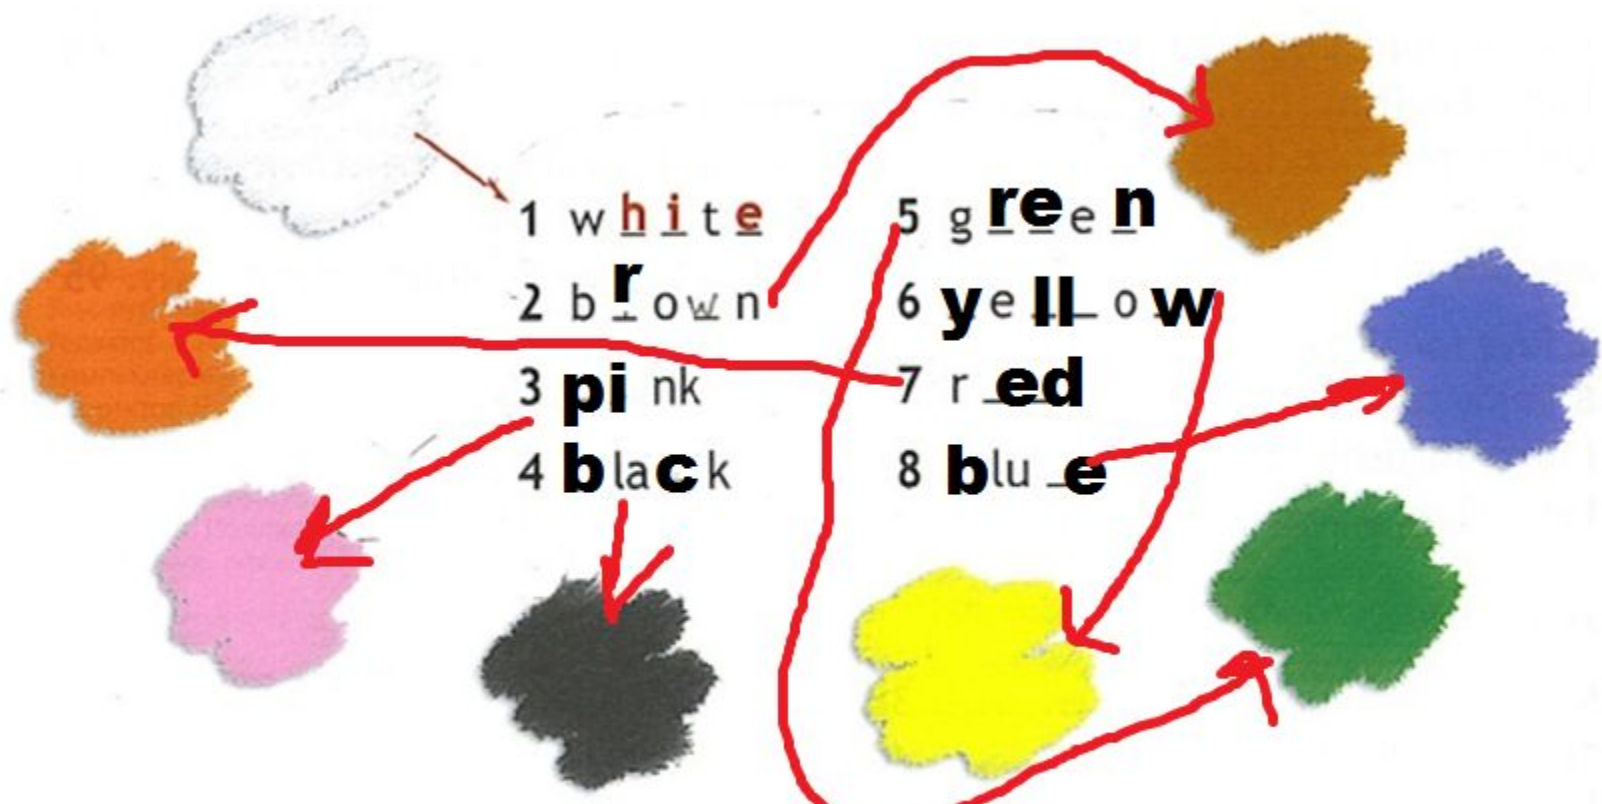 1 white
2 brown
3 pink
4 black
5 green
6 yellow
7 red
8 blue